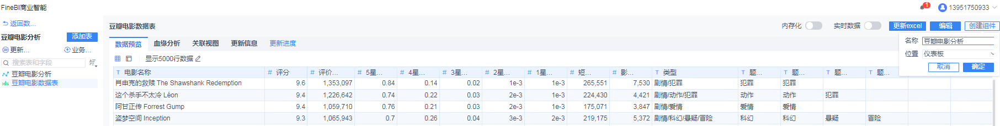 FineBI商业智能
1
13951750933
返回数...
豆瓣电影分析 添加表
更新... 业务...
搜索表和字段
豆瓣电影分析
豆瓣电影数据表
豆瓣电影数据表
内存化 实时数据 更新excel 编辑 创建组件
数据预览 血缘分析 关联视图 更新信息 更新进度
显示5000行数据
名称 豆瓣电影分析
位置 仪表板
取消 确定
T 电影名称 # 评分 # 评价... # 5星... # 4星... # 3星... # 2星... # 1星... # 短... # 影... T 类型 T 题... T 题... T 题... T 题...
肖申克的救赎 The Shawshank Redemption 9.6 1,353,097 0.84 0.14 0.02 1e-3 1e-3 265,551 7,530 剧情/犯罪 犯罪 犯罪
这个杀手不太冷 Léon 9.4 1,226,642 0.74 0.22 0.03 2e-3 1e-3 224,430 4,421 剧情/动作/犯罪 动作 动作 犯罪
阿甘正传 Forrest Gump 9.4 1,059,710 0.76 0.21 0.03 2e-3 1e-3 175,071 3,847 剧情/爱情 爱情 爱情
盗梦空间 Inception 9.3 1,065,943 0.7 0.26 0.04 3e-3 2e-3 219,175 5,372 剧情/科幻/悬疑/冒险 科幻 科幻 悬疑 冒险